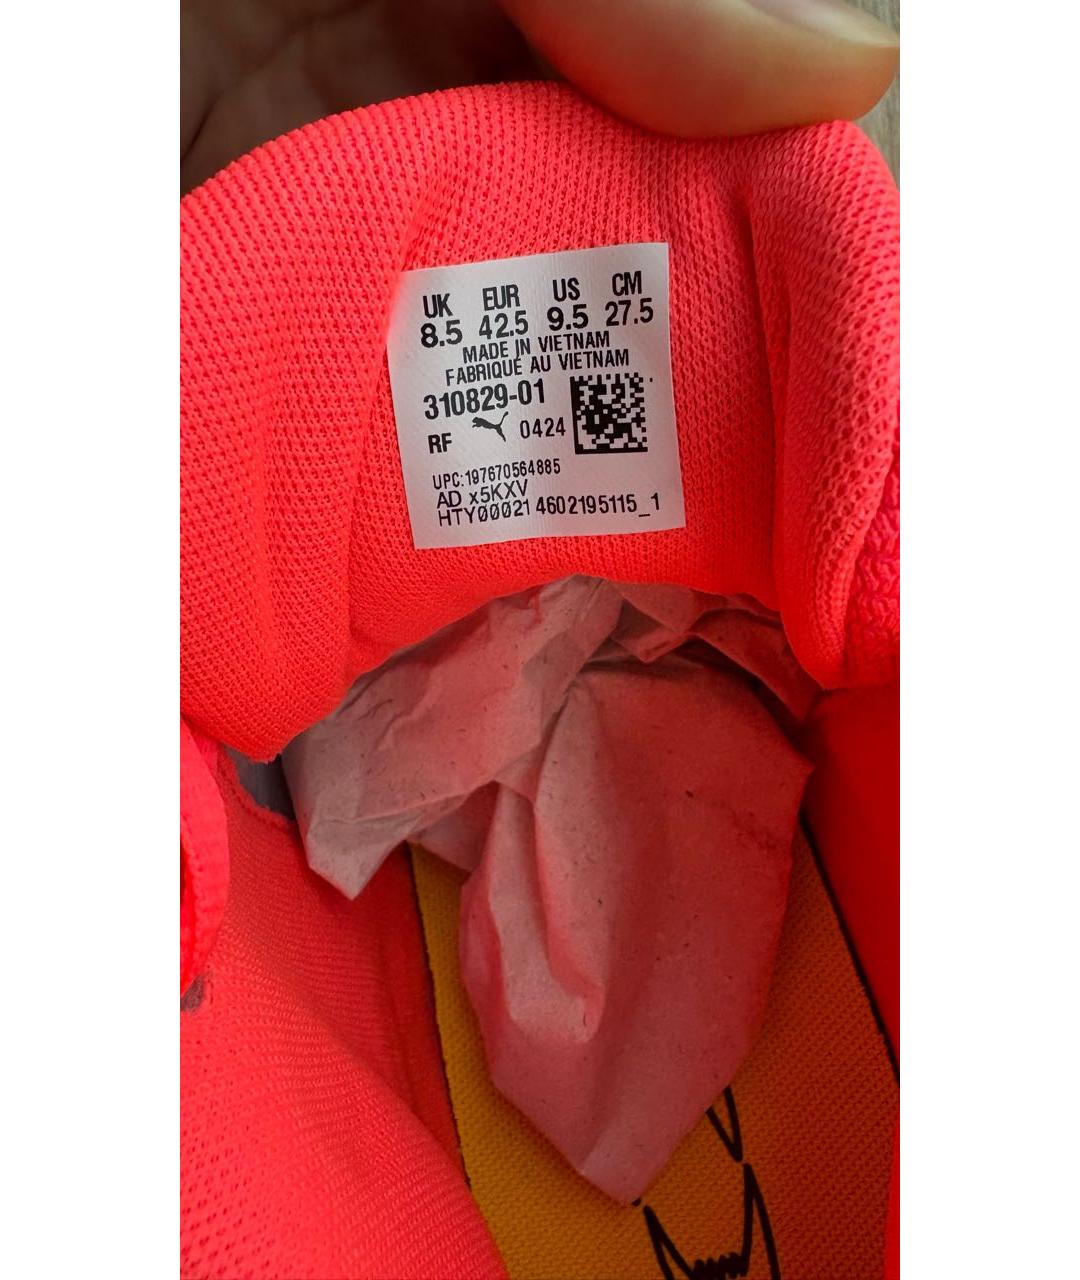 UK EUR US CM
8.5 42.5 9.5 27.5
MADE IN VIETNAM
FABRIQUÉ AU VIETNAM
310829-01
RF 0424
UPC:197670564885
AD x5KXV
HTY00021 4602195115_1